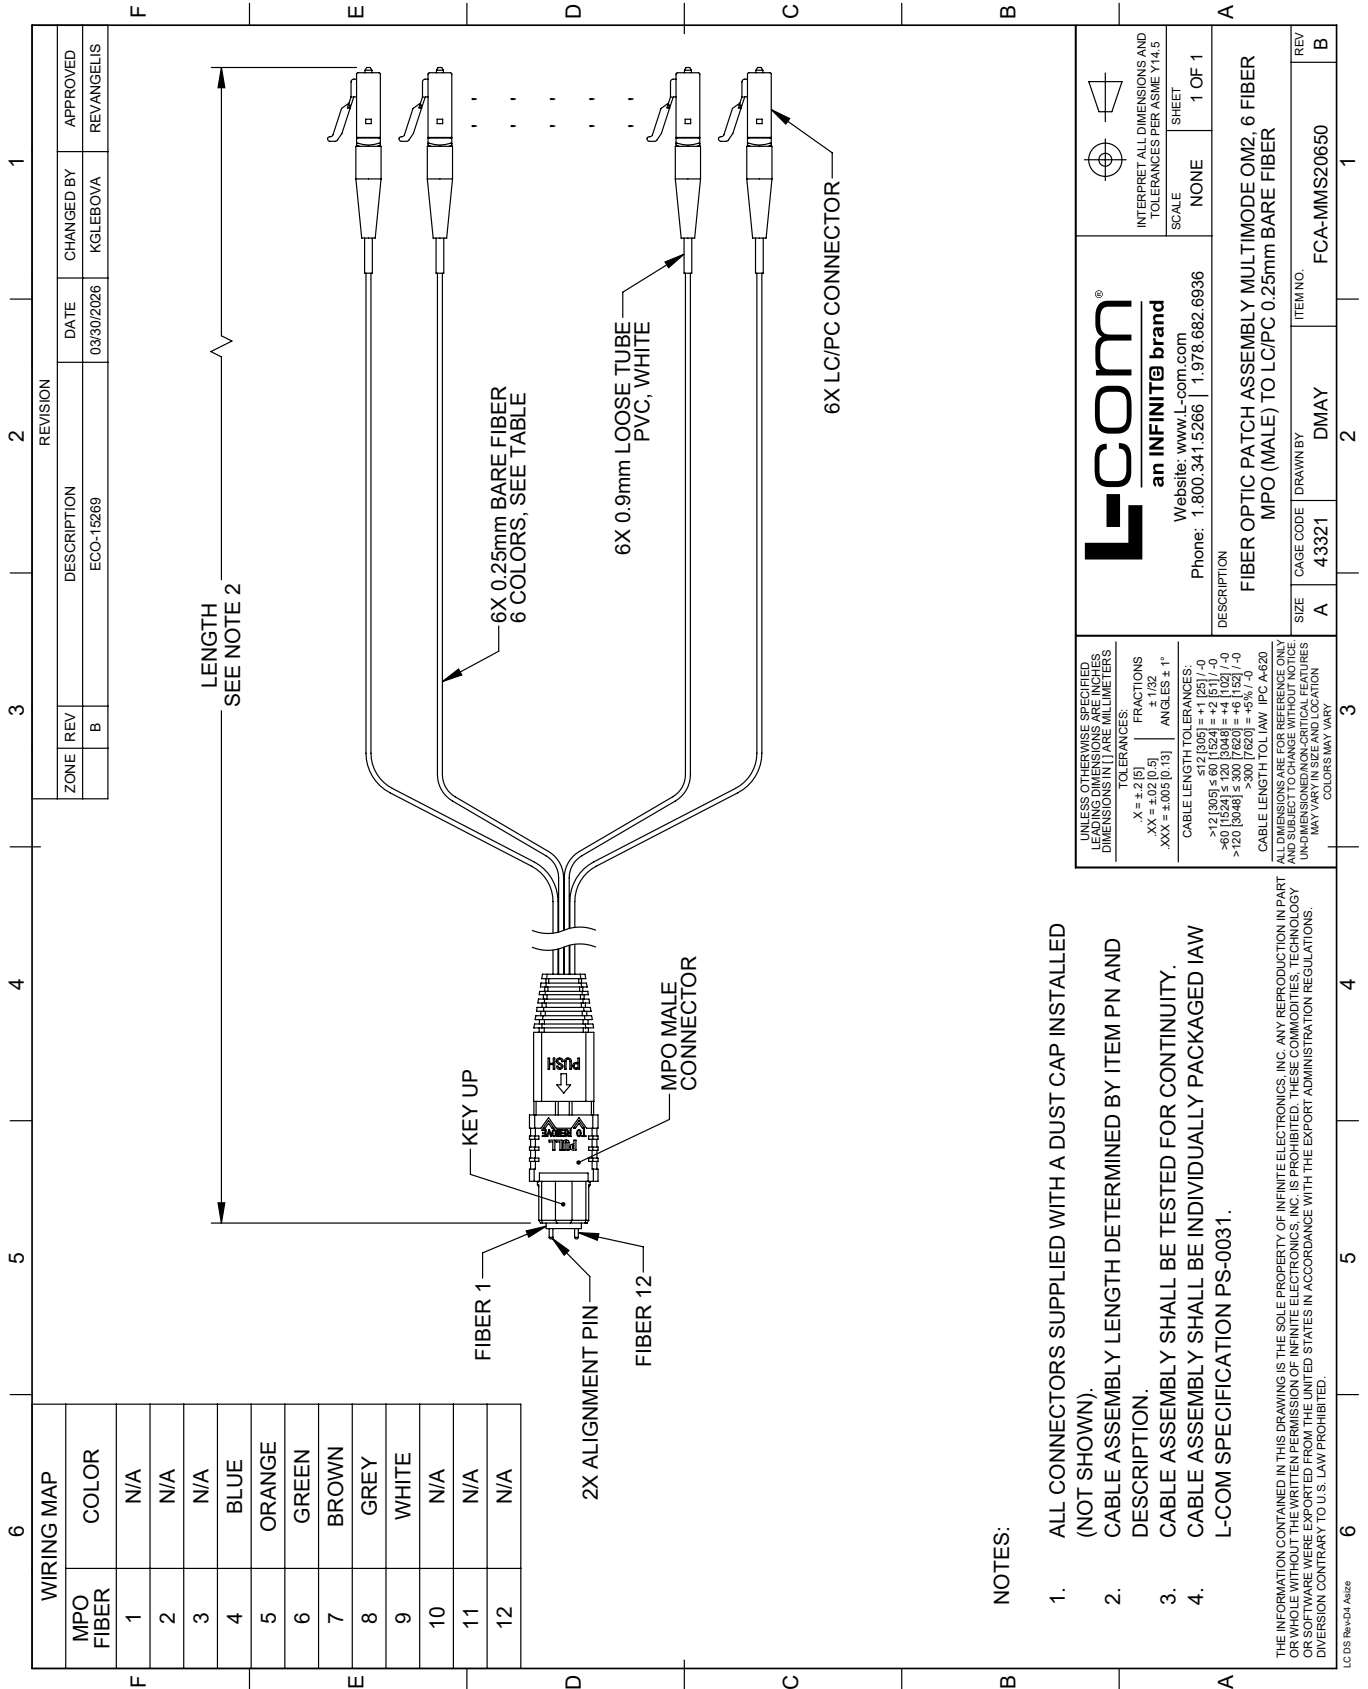 REVISION
ZONE REV DESCRIPTION DATE CHANGED BY APPROVED
B ECO-15269 03/30/2026 KGLEBOVA REVANGELIS
WIRING MAP
MPO FIBER COLOR
1 N/A
2 N/A
3 N/A
4 BLUE
5 ORANGE
6 GREEN
7 BROWN
8 GREY
9 WHITE
10 N/A
11 N/A
12 N/A
LENGTH
SEE NOTE 2
6X 0.25mm BARE FIBER
6 COLORS, SEE TABLE
6X 0.9mm LOOSE TUBE
PVC, WHITE
6X LC/PC CONNECTOR
KEY UP
FIBER 1
2X ALIGNMENT PIN
FIBER 12
MPO MALE
CONNECTOR
PUSH
PULL
TO REMOVE
NOTES:
1. ALL CONNECTORS SUPPLIED WITH A DUST CAP INSTALLED
(NOT SHOWN).
2. CABLE ASSEMBLY LENGTH DETERMINED BY ITEM PN AND
DESCRIPTION.
3. CABLE ASSEMBLY SHALL BE TESTED FOR CONTINUITY.
4. CABLE ASSEMBLY SHALL BE INDIVIDUALLY PACKAGED IAW
L-COM SPECIFICATION PS-0031.
THE INFORMATION CONTAINED IN THIS DRAWING IS THE SOLE PROPERTY OF INFINITE ELECTRONICS, INC. ANY REPRODUCTION IN PART
OR WHOLE WITHOUT THE WRITTEN PERMISSION OF INFINITE ELECTRONICS, INC. IS PROHIBITED. THESE COMMODITIES, TECHNOLOGY
OR SOFTWARE WERE EXPORTED FROM THE UNITED STATES IN ACCORDANCE WITH THE EXPORT ADMINISTRATION REGULATIONS.
DIVERSION CONTRARY TO U.S. LAW PROHIBITED.
UNLESS OTHERWISE SPECIFIED
LEADING DIMENSIONS ARE INCHES
DIMENSIONS IN [ ] ARE MILLIMETERS
TOLERANCES:
.X = ±.2 [5] FRACTIONS
.XX = ±.02 [0.5] ± 1/32
.XXX = ±.005 [0.13] ANGLES ± 1°
CABLE LENGTH TOLERANCES:
≤12 [305] = +1 [25] / -0
>12 [305] ≤ 60 [1524] = +2 [51] / -0
>60 [1524] ≤ 120 [3048] = +4 [102] / -0
>120 [3048] ≤ 300 [7620] = +6 [152] / -0
>300 [7620] = +5% / -0
CABLE LENGTH TOL IAW IPC A-620
ALL DIMENSIONS ARE FOR REFERENCE ONLY
AND SUBJECT TO CHANGE WITHOUT NOTICE.
UN-DIMENSIONED/NON-CRITICAL FEATURES
MAY VARY IN SIZE AND LOCATION
COLORS MAY VARY
L-com®
an INFINITE brand
Website: www.L-com.com
Phone: 1.800.341.5266 | 1.978.682.6936
INTERPRET ALL DIMENSIONS AND
TOLERANCES PER ASME Y14.5
SCALE NONE
SHEET 1 OF 1
DESCRIPTION
FIBER OPTIC PATCH ASSEMBLY MULTIMODE OM2, 6 FIBER
MPO (MALE) TO LC/PC 0.25mm BARE FIBER
SIZE A
CAGE CODE 43321
DRAWN BY DMAY
ITEM NO. FCA-MMS20650
REV B
LC DS Rev-D4 Asize
6 5 4 3 2 1
6 5 4 3 2 1
F E D C B A
F E D C B A